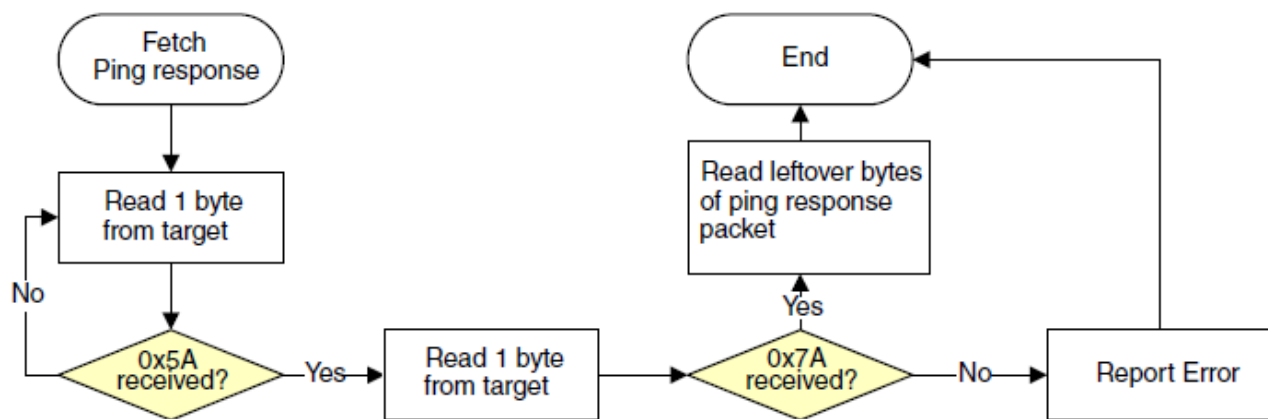 Fetch
Ping response
Read 1 byte
from target
No
0x5A
received?
Yes
Read 1 byte
from target
0x7A
received?
Yes
Read leftover bytes
of ping response
packet
End
No
Report Error